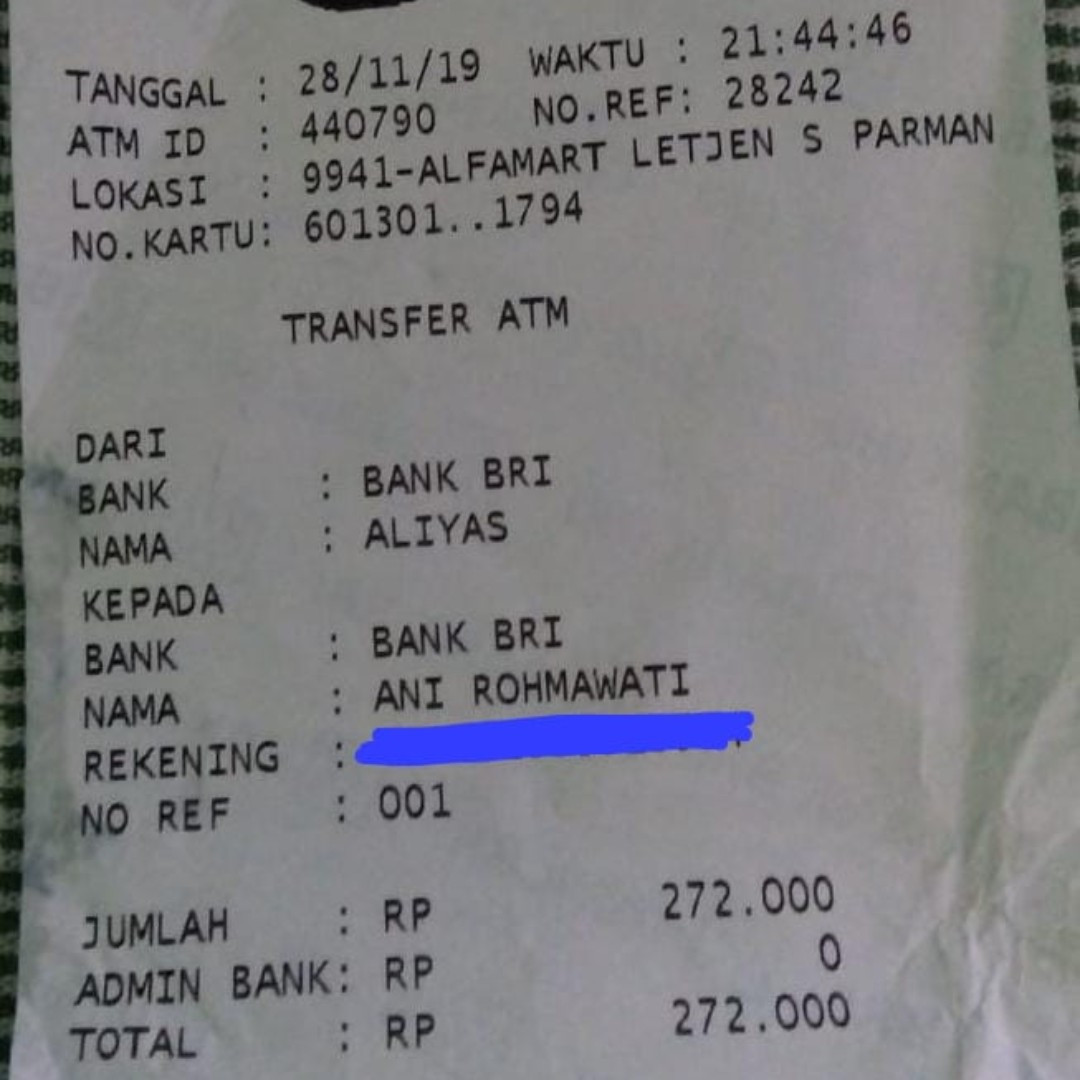 TANGGAL : 28/11/19 WAKTU : 21:44:46
ATM ID : 440790 NO.REF: 28242
LOKASI : 9941-ALFAMART LETJEN S PARMAN
NO.KARTU: 601301..1794
TRANSFER ATM
DARI
BANK : BANK BRI
NAMA : ALIYAS
KEPADA
BANK : BANK BRI
NAMA : ANI ROHMAWATI
REKENING :
NO REF : 001
JUMLAH : RP 272.000
ADMIN BANK: RP 0
TOTAL : RP 272.000